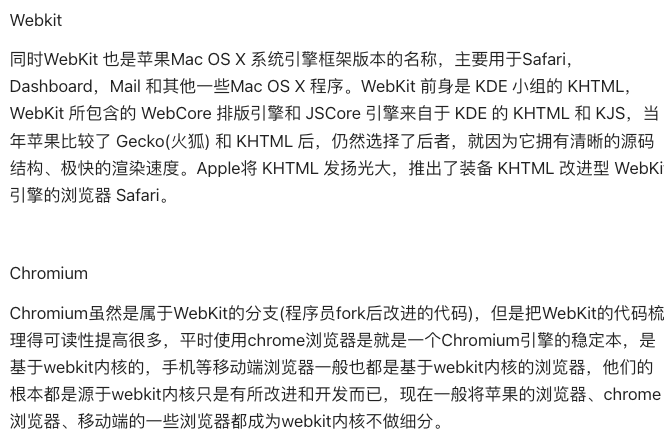 Webkit
同时WebKit 也是苹果Mac OS X 系统引擎框架版本的名称，主要用于Safari，
Dashboard，Mail 和其他一些Mac OS X 程序。WebKit 前身是 KDE 小组的 KHTML，
WebKit 所包含的 WebCore 排版引擎和 JSCore 引擎来自于 KDE 的 KHTML 和 KJS，当
年苹果比较了 Gecko(火狐) 和 KHTML 后，仍然选择了后者，就因为它拥有清晰的源码
结构、极快的渲染速度。Apple将 KHTML 发扬光大，推出了装备 KHTML 改进型 WebKi
引擎的浏览器 Safari。
Chromium
Chromium虽然是属于WebKit的分支(程序员fork后改进的代码)，但是把WebKit的代码梳
理得可读性提高很多，平时使用chrome浏览器是就是一个Chromium引擎的稳定本，是
基于webkit内核的，手机等移动端浏览器一般也都是基于webkit内核的浏览器，他们的
根本都是源于webkit内核只是有所改进和开发而已，现在一般将苹果的浏览器、chrome
浏览器、移动端的一些浏览器都成为webkit内核不做细分。